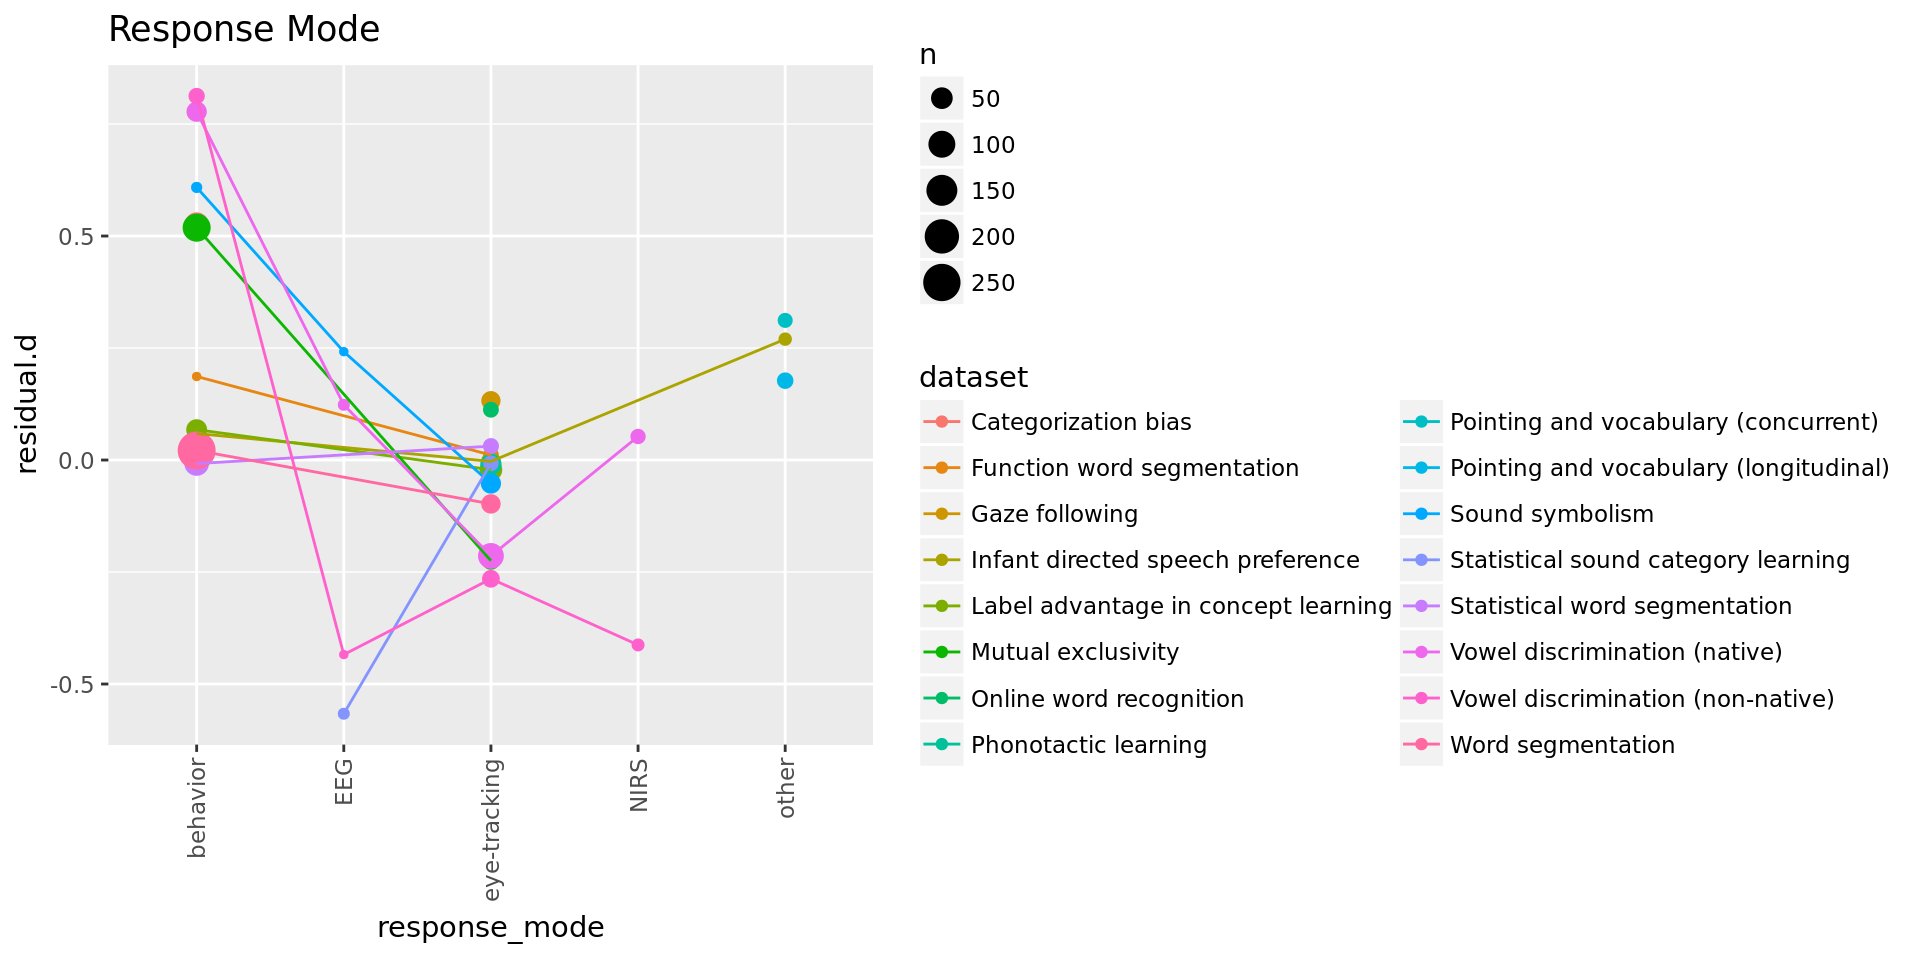 Response Mode
residual.d
0.5
0.0
-0.5
behavior
EEG
eye-tracking
NIRS
other
response_mode
n
50
100
150
200
250
dataset
Categorization bias
Function word segmentation
Gaze following
Infant directed speech preference
Label advantage in concept learning
Mutual exclusivity
Online word recognition
Phonotactic learning
Pointing and vocabulary (concurrent)
Pointing and vocabulary (longitudinal)
Sound symbolism
Statistical sound category learning
Statistical word segmentation
Vowel discrimination (native)
Vowel discrimination (non-native)
Word segmentation